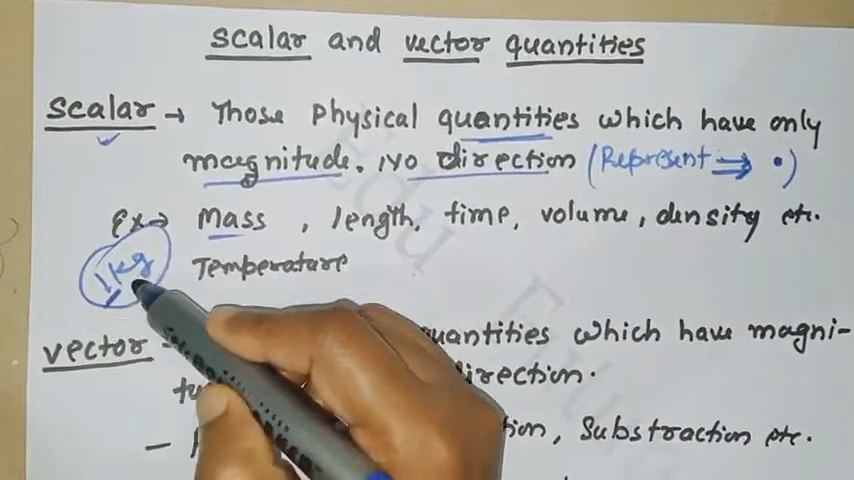 scalar and vector quantities
Scalar → Those Physical quantities which have only
magnitude. No direction (Represent ⇒ •)
Ex → Mass, length, time, volume, density etc.
1kg Temperature
vector quantities which have magni-
direction.
Substraction etc.
Edu